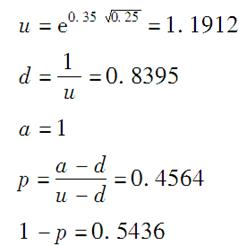 u = e^{0.35 √0.25} = 1.1912
d = 1/u = 0.8395
a = 1
p = (a - d)/(u - d) = 0.4564
1 - p = 0.5436